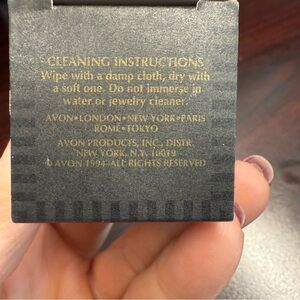 CLEANING INSTRUCTIONS
Wipe with a damp cloth, dry with
a soft one. Do not immerse in
water or jewelry cleaner.
AVON•LONDON•NEW YORK•PARIS
ROME•TOKYO
AVON PRODUCTS, INC., DISTR.
NEW YORK, N.Y. 10019
© AVON 1994 ALL RIGHTS RESERVED